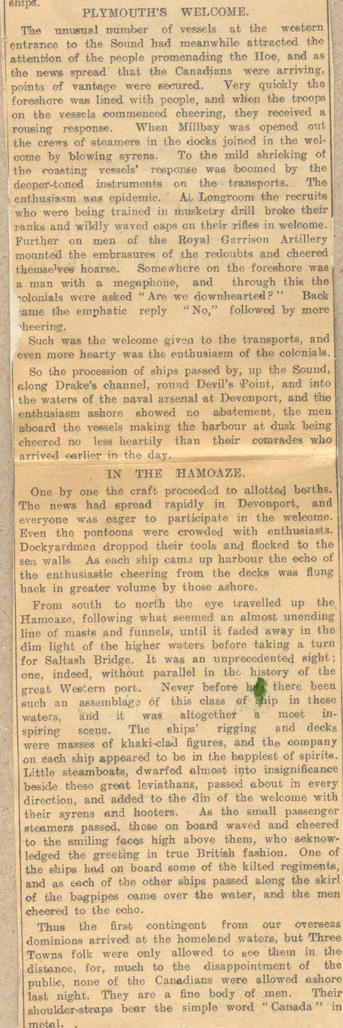 ships.
PLYMOUTH'S WELCOME.
The unusual number of vessels at the western
entrance to the Sound had meanwhile attracted the
attention of the people promenading the Hoe, and as
the news spread that the Canadians were arriving,
points of vantage were secured. Very quickly the
foreshore was lined with people, and when the troops
on the vessels commenced cheering, they received a
rousing response. When Millbay was opened out
the crews of steamers in the docks joined in the wel-
come by blowing syrens. To the mild shrieking of
the coasting vessels' response was boomed by the
deeper-toned instruments on the transports. The
enthusiasm was epidemic. At Longroom the recruits
who were being trained in musketry drill broke their
ranks and wildly waved caps on their rifles in welcome.
Further on men of the Royal Garrison Artillery
mounted the embrasures of the redoubts and cheered
themselves hoarse. Somewhere on the foreshore was
a man with a megaphone, and through this the
colonials were asked "Are we downhearted?" Back
came the emphatic reply "No," followed by more
cheering.
Such was the welcome given to the transports, and
even more hearty was the enthusiasm of the colonials.
So the procession of ships passed by, up the Sound,
along Drake's channel, round Devil's Point, and into
the waters of the naval arsenal at Devonport, and the
enthusiasm ashore showed no abatement, the men
aboard the vessels making the harbour at dusk being
cheered no less heartily than their comrades who
arrived earlier in the day.
IN THE HAMOAZE.
One by one the craft proceeded to allotted berths.
The news had spread rapidly in Devonport, and
everyone was eager to participate in the welcome.
Even the pontoons were crowded with enthusiasts.
Dockyardmen dropped their tools and flocked to the
sea walls. As each ship came up harbour the echo of
the enthusiastic cheering from the decks was flung
back in greater volume by those ashore.
From south to north the eye travelled up the
Hamoaze, following what seemed an almost unending
line of masts and funnels, until it faded away in the
dim light of the higher waters before taking a turn
for Saltash Bridge. It was an unprecedented sight;
one, indeed, without parallel in the history of the
great Western port. Never before there been
such an assemblage of this class of ship in these
waters, and it was altogether a most in-
spiring scene. The ships' rigging and decks
were masses of khaki-clad figures, and the company
on each ship appeared to be in the happiest of spirits.
Little steamboats, dwarfed almost into insignificance
beside these great leviathans, passed about in every
direction, and added to the din of the welcome with
their syrens and hooters. As the small passenger
steamers passed, those on board waved and cheered
to the smiling faces high above them, who acknow-
ledged the greeting in true British fashion. One of
the ships had on board some of the kilted regiments,
and as each of the other ships passed along the skirl
of the bagpipes came over the water, and the men
cheered to the echo.
Thus the first contingent from our overseas
dominions arrived at the homeland waters, but Three
Towns folk were only allowed to see them in the
distance, for, much to the disappointment of the
public, none of the Canadians were allowed ashore
last night. They are a fine body of men. Their
shoulder-straps bear the simple word "Canada" in
metal.